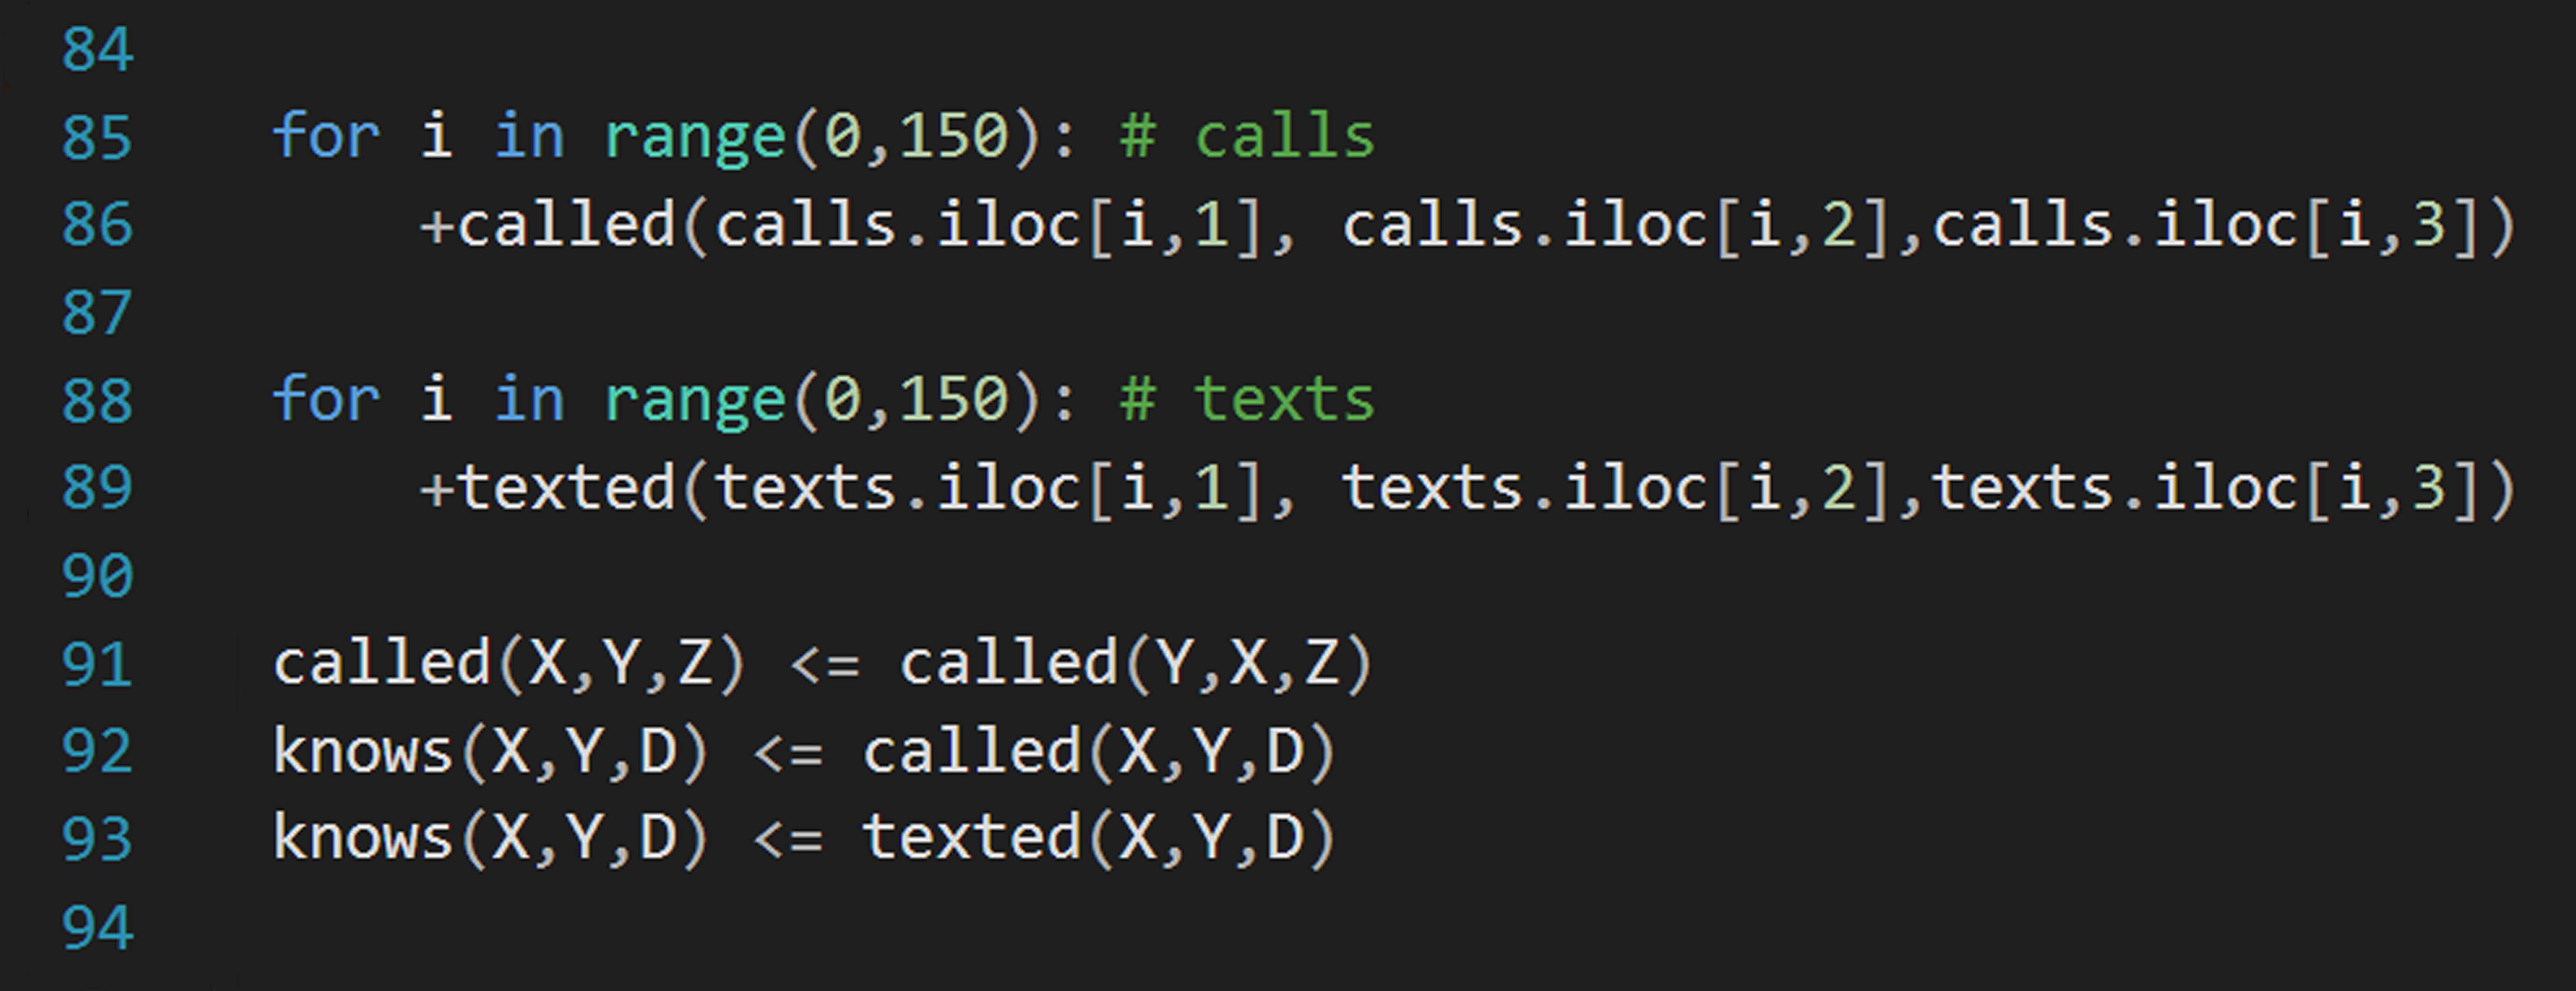 84
85 for i in range(0,150): # calls
86 +called(calls.iloc[i,1], calls.iloc[i,2],calls.iloc[i,3])
87
88 for i in range(0,150): # texts
89 +texted(texts.iloc[i,1], texts.iloc[i,2],texts.iloc[i,3])
90
91 called(X,Y,Z) <= called(Y,X,Z)
92 knows(X,Y,D) <= called(X,Y,D)
93 knows(X,Y,D) <= texted(X,Y,D)
94